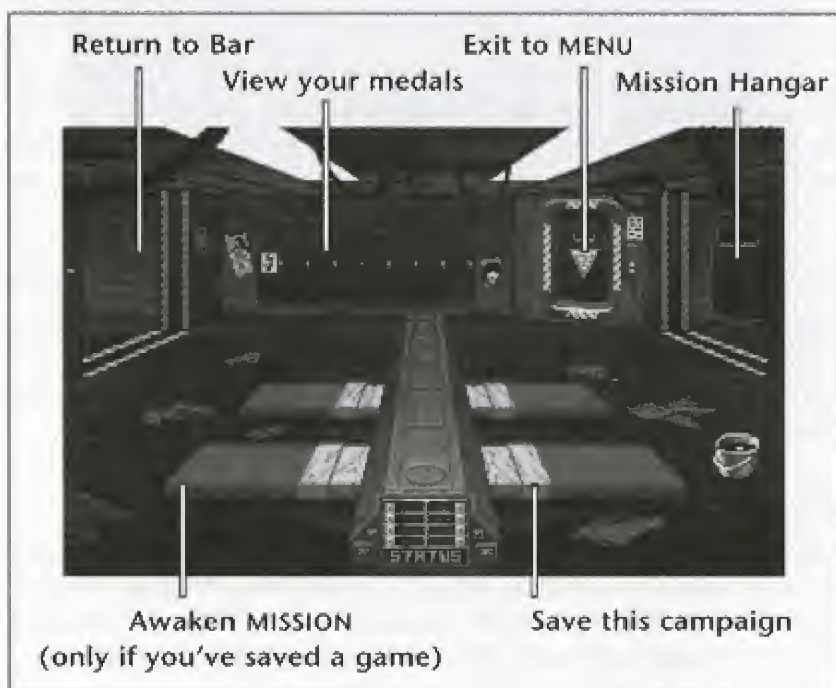 Return to Bar
Exit to MENU
View your medals
Mission Hangar
STATUS
Awaken MISSION
(only if you've saved a game)
Save this campaign